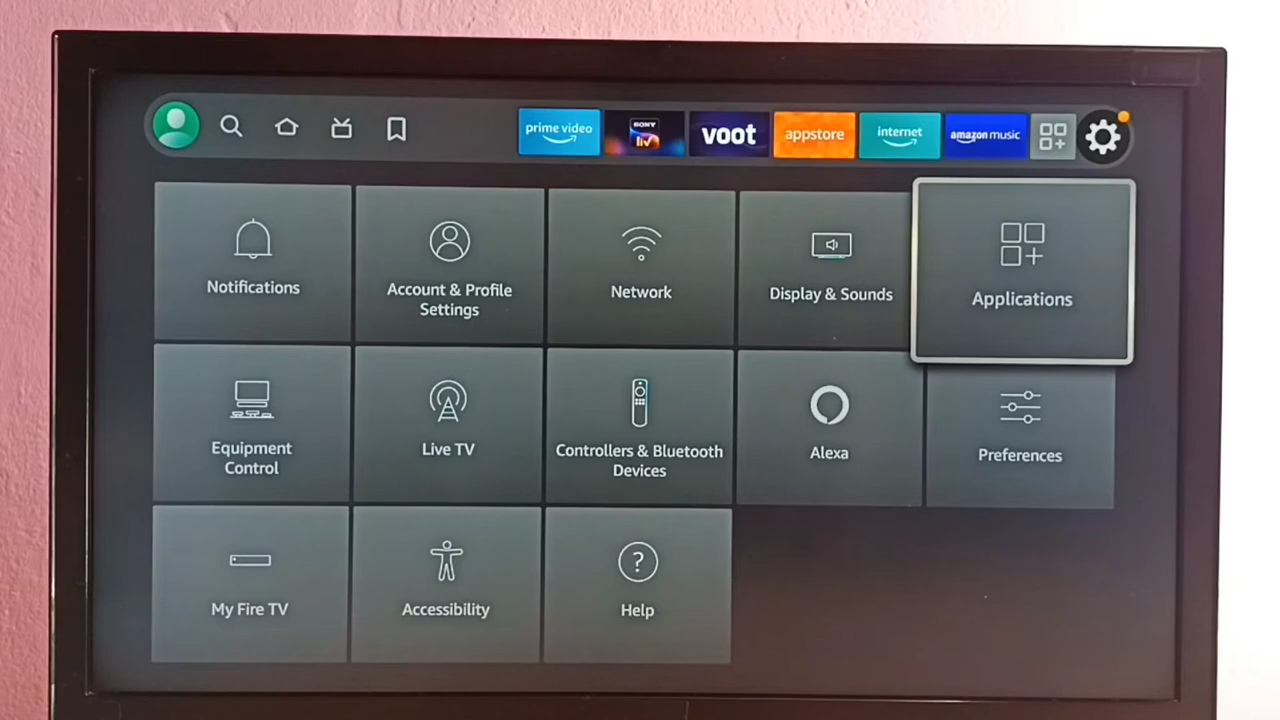 prime video
SONY
liv
voot
appstore
internet
amazon music
Notifications
Account & Profile
Settings
Network
Display & Sounds
Applications
Equipment
Control
Live TV
Controllers & Bluetooth
Devices
Alexa
Preferences
My Fire TV
Accessibility
?
Help